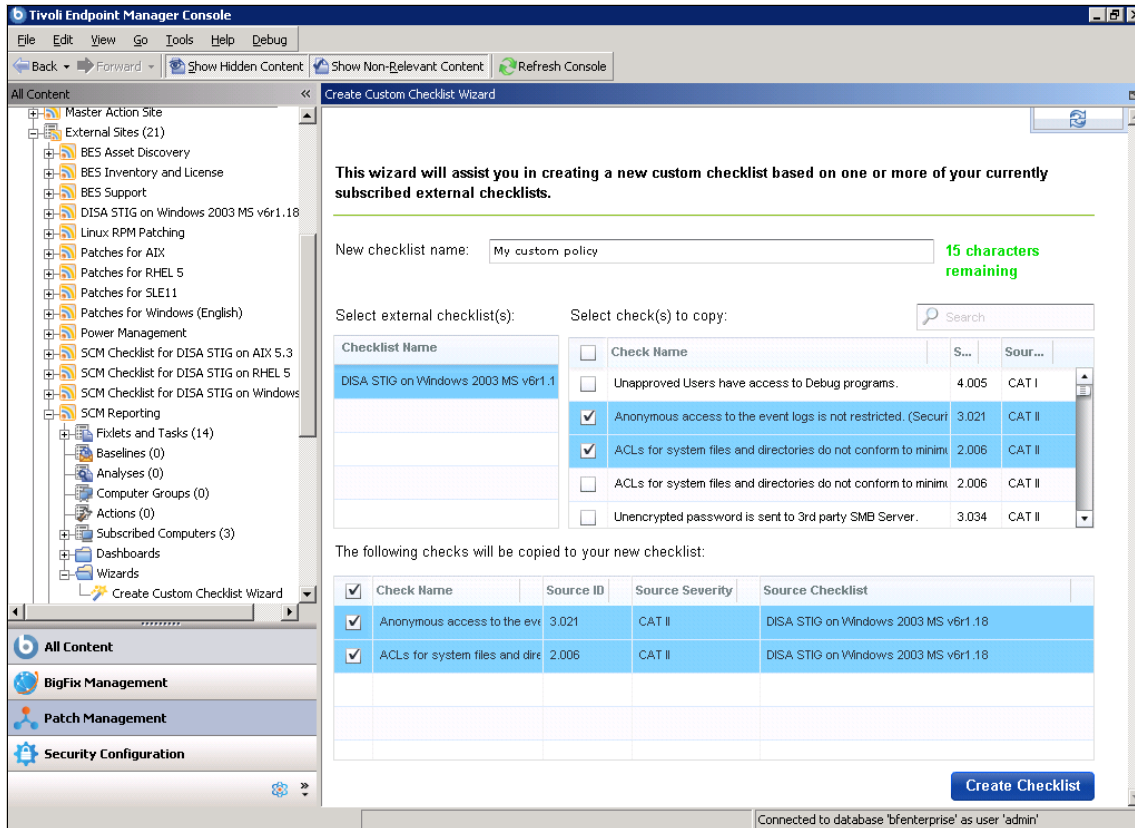 Tivoli Endpoint Manager Console
File Edit View Go Tools Help Debug
Back Forward Show Hidden Content Show Non-Relevant Content Refresh Console
All Content
Master Action Site
External Sites (21)
BES Asset Discovery
BES Inventory and License
BES Support
DISA STIG on Windows 2003 MS v6r1.18
Linux RPM Patching
Patches for AIX
Patches for RHEL 5
Patches for SLE11
Patches for Windows (English)
Power Management
SCM Checklist for DISA STIG on AIX 5.3
SCM Checklist for DISA STIG on RHEL 5
SCM Checklist for DISA STIG on Windows
SCM Reporting
Fixlets and Tasks (14)
Baselines (0)
Analyses (0)
Computer Groups (0)
Actions (0)
Subscribed Computers (3)
Dashboards
Wizards
Create Custom Checklist Wizard
All Content
BigFix Management
Patch Management
Security Configuration
Create Custom Checklist Wizard
This wizard will assist you in creating a new custom checklist based on one or more of your currently
subscribed external checklists.
New checklist name: My custom policy 15 characters
remaining
Select external checklist(s): Select check(s) to copy: Search
Checklist Name
DISA STIG on Windows 2003 MS v6r1.1
Check Name S... Sour...
Unapproved Users have access to Debug programs. 4.005 CAT I
Anonymous access to the event logs is not restricted. (Securi 3.021 CAT II
ACLs for system files and directories do not conform to minimu 2.006 CAT II
ACLs for system files and directories do not conform to minimu 2.006 CAT II
Unencrypted password is sent to 3rd party SMB Server. 3.034 CAT II
The following checks will be copied to your new checklist:
Check Name Source ID Source Severity Source Checklist
Anonymous access to the eve 3.021 CAT II DISA STIG on Windows 2003 MS v6r1.18
ACLs for system files and dire 2.006 CAT II DISA STIG on Windows 2003 MS v6r1.18
Create Checklist
Connected to database 'bfenterprise' as user 'admin'